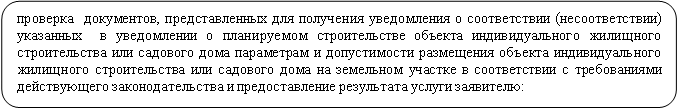 проверка документов, представленных для получения уведомления о соответствии (несоответствии)
указанных в уведомлении о планируемом строительстве объекта индивидуального жилищного
строительства или садового дома параметрам и допустимости размещения объекта индивидуального
жилищного строительства или садового дома на земельном участке в соответствии с требованиями
действующего законодательства и предоставление результата услуги заявителю: